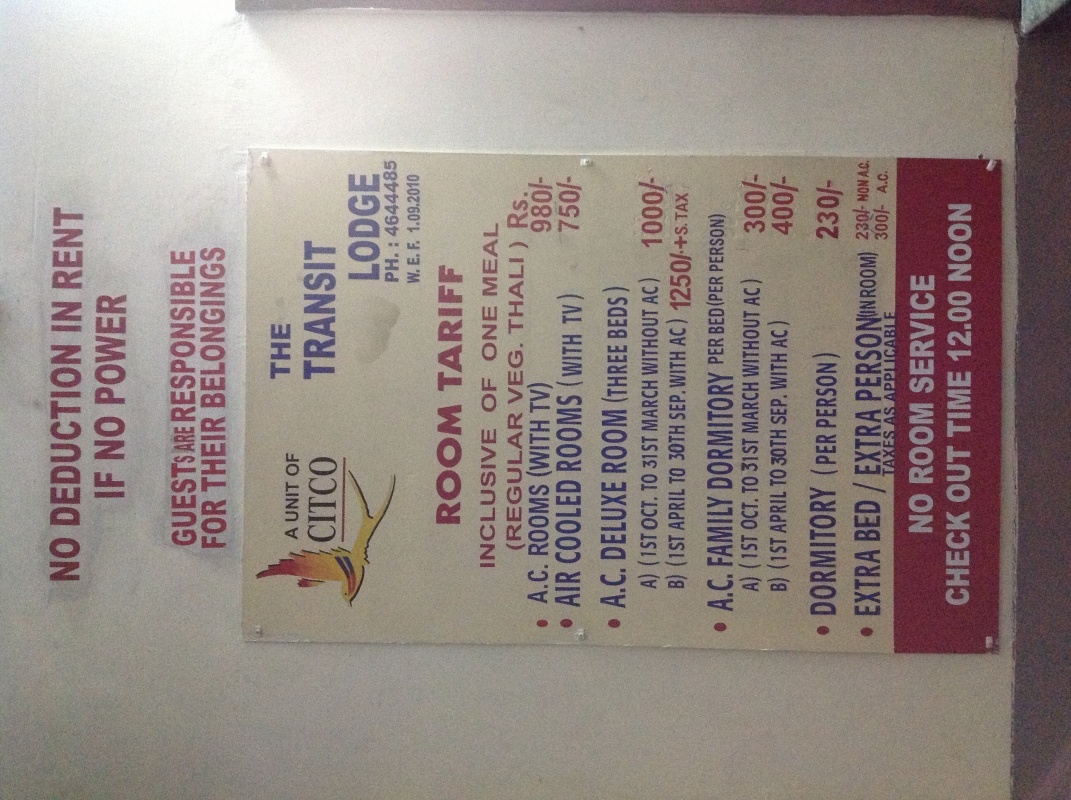 NO DEDUCTION IN RENT
IF NO POWER
GUESTS ARE RESPONSIBLE
FOR THEIR BELONGINGS
A UNIT OF
CITCO
THE
TRANSIT
LODGE
PH. : 4644485
W. E. F. 1.09.2010
ROOM TARIFF
INCLUSIVE OF ONE MEAL
(REGULAR VEG. THALI ) Rs.
• A.C. ROOMS (WITH TV) 980/-
• AIR COOLED ROOMS (WITH TV ) 750/-
• A.C. DELUXE ROOM (THREE BEDS )
A) (1ST OCT. TO 31ST MARCH WITHOUT AC) 1000/-
B) (1ST APRIL TO 30TH SEP. WITH AC ) 1250/-+S. TAX
• A.C. FAMILY DORMITORY PER BED(PER PERSON)
A) (1ST OCT. TO 31ST MARCH WITHOUT AC) 300/-
B) (1ST APRIL TO 30TH SEP. WITH AC ) 400/-
• DORMITORY (PER PERSON) 230/-
• EXTRA BED / EXTRA PERSON(IN ROOM) 230/- NON A.C.
300/- A.C.
TAXES AS APPLICABLE
NO ROOM SERVICE
CHECK OUT TIME 12.00 NOON